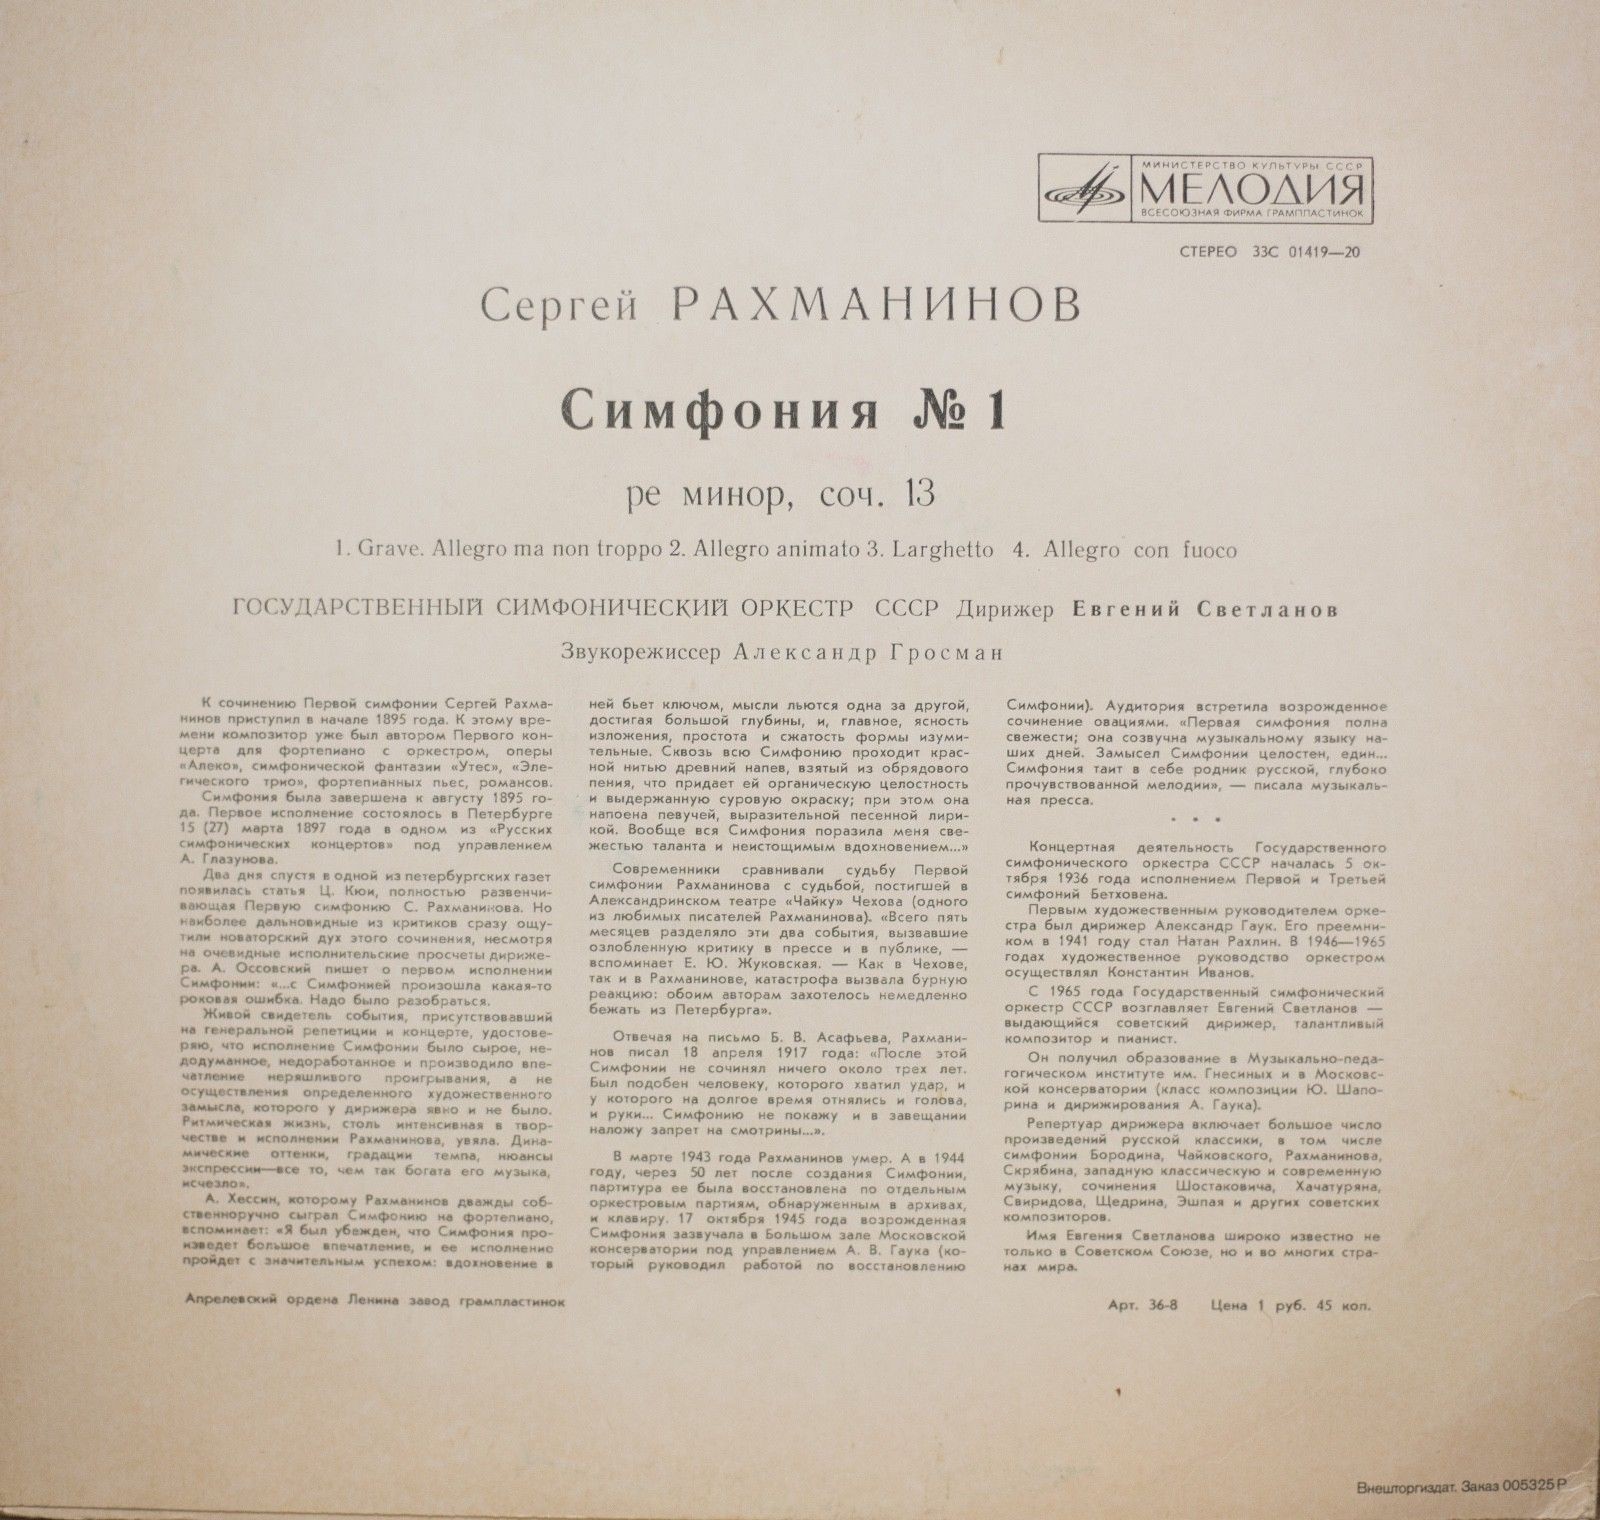 МИНИСТЕРСТВО КУЛЬТУРЫ СССР
МЕЛОДИЯ
ВСЕСОЮЗНАЯ ФИРМА ГРАМПЛАСТИНОК
СТЕРЕО 33С 01419—20
Сергей РАХМАНИНОВ
Симфония № 1
ре минор, соч. 13
1. Grave. Allegro ma non troppo 2. Allegro animato 3. Larghetto 4. Allegro con fuoco
ГОСУДАРСТВЕННЫЙ СИМФОНИЧЕСКИЙ ОРКЕСТР СССР Дирижер Евгений Светланов
Звукорежиссер Александр Гросман
К сочинению Первой симфонии Сергей Рахма-
нинов приступил в начале 1895 года. К этому вре-
мени композитор уже был автором Первого кон-
церта для фортепиано с оркестром, оперы
«Алеко», симфонической фантазии «Утес», «Эле-
гического трио», фортепианных пьес, романсов.
Симфония была завершена к августу 1895 го-
да. Первое исполнение состоялось в Петербурге
15 (27) марта 1897 года в одном из «Русских
симфонических концертов» под управлением
А. Глазунова.
Два дня спустя в одной из петербургских газет
появилась статья Ц. Кюи, полностью развенчи-
вающая Первую симфонию С. Рахманинова. Но
наиболее дальновидные из критиков сразу ощу-
тили новаторский дух этого сочинения, несмотря
на очевидные исполнительские просчеты дириже-
ра. А. Оссовский пишет о первом исполнении
Симфонии: «...с Симфонией произошла какая-то
роковая ошибка. Надо было разобраться.
Живой свидетель события, присутствовавший
на генеральной репетиции и концерте, удостове-
ряю, что исполнение Симфонии было сырое, не-
додуманное, недоработанное и производило впе-
чатление неряшливого проигрывания, а не
осуществления определенного художественного
замысла, которого у дирижера явно и не было.
Ритмическая жизнь, столь интенсивная в твор-
честве и исполнении Рахманинова, увяла. Дина-
мические оттенки, градации темпа, нюансы
экспрессии—все то, чем так богата его музыка,
исчезло».
А. Хессин, которому Рахманинов дважды соб-
ственноручно сыграл Симфонию на фортепиано,
вспоминает: «Я был убежден, что Симфония про-
изведет большое впечатление, и ее исполнение
пройдет с значительным успехом: вдохновение в
ней бьет ключом, мысли льются одна за другой,
достигая большой глубины, и, главное, ясность
изложения, простота и сжатость формы изуми-
тельные. Сквозь всю Симфонию проходит крас-
ной нитью древний напев, взятый из обрядового
пения, что придает ей органическую целостность
и выдержанную суровую окраску; при этом она
напоена певучей, выразительной песенной лири-
кой. Вообще вся Симфония поразила меня све-
жестью таланта и неистощимым вдохновением...»
Современники сравнивали судьбу Первой
симфонии Рахманинова с судьбой, постигшей в
Александринском театре «Чайку» Чехова (одного
из любимых писателей Рахманинова). «Всего пять
месяцев разделяло эти два события, вызвавшие
озлобленную критику в прессе и в публике, —
вспоминает Е. Ю. Жуковская. — Как в Чехове,
так и в Рахманинове, катастрофа вызвала бурную
реакцию: обоим авторам захотелось немедленно
бежать из Петербурга».
Отвечая на письмо Б. В. Асафьева, Рахмани-
нов писал 18 апреля 1917 года: «После этой
Симфонии не сочинял ничего около трех лет.
Был подобен человеку, которого хватил удар, и
у которого на долгое время отнялись и голова,
и руки... Симфонию не покажу и в завещании
наложу запрет на смотрины...».
В марте 1943 года Рахманинов умер. А в 1944
году, через 50 лет после создания Симфонии,
партитура ее была восстановлена по отдельным
оркестровым партиям, обнаруженным в архивах,
и клавиру. 17 октября 1945 года возрожденная
Симфония зазвучала в Большом зале Московской
консерватории под управлением А. В. Гаука (ко-
торый руководил работой по восстановлению
Симфонии). Аудитория встретила возрожденное
сочинение овациями. «Первая симфония полна
свежести; она созвучна музыкальному языку на-
ших дней. Замысел Симфонии целостен, един...
Симфония таит в себе родник русской, глубоко
прочувствованной мелодии», — писала музыкаль-
ная пресса.
* * *
Концертная деятельность Государственного
симфонического оркестра СССР началась 5 ок-
тября 1936 года исполнением Первой и Третьей
симфоний Бетховена.
Первым художественным руководителем орке-
стра был дирижер Александр Гаук. Его преемни-
ком в 1941 году стал Натан Рахлин. В 1946—1965
годах художественное руководство оркестром
осуществлял Константин Иванов.
С 1965 года Государственный симфонический
оркестр СССР возглавляет Евгений Светланов —
выдающийся советский дирижер, талантливый
композитор и пианист.
Он получил образование в Музыкально-педа-
гогическом институте им. Гнесиных и в Московс-
кой консерватории (класс композиции Ю. Шапо-
рина и дирижирования А. Гаука).
Репертуар дирижера включает большое число
произведений русской классики, в том числе
симфонии Бородина, Чайковского, Рахманинова,
Скрябина, западную классическую и современную
музыку, сочинения Шостаковича, Хачатуряна,
Свиридова, Щедрина, Эшпая и других советских
композиторов.
Имя Евгения Светланова широко известно не
только в Советском Союзе, но и во многих стра-
нах мира.
Апрелевский ордена Ленина завод грампластинок
Арт. 36-8 Цена 1 руб. 45 коп.
Внешторгиздат. Заказ 005325Р